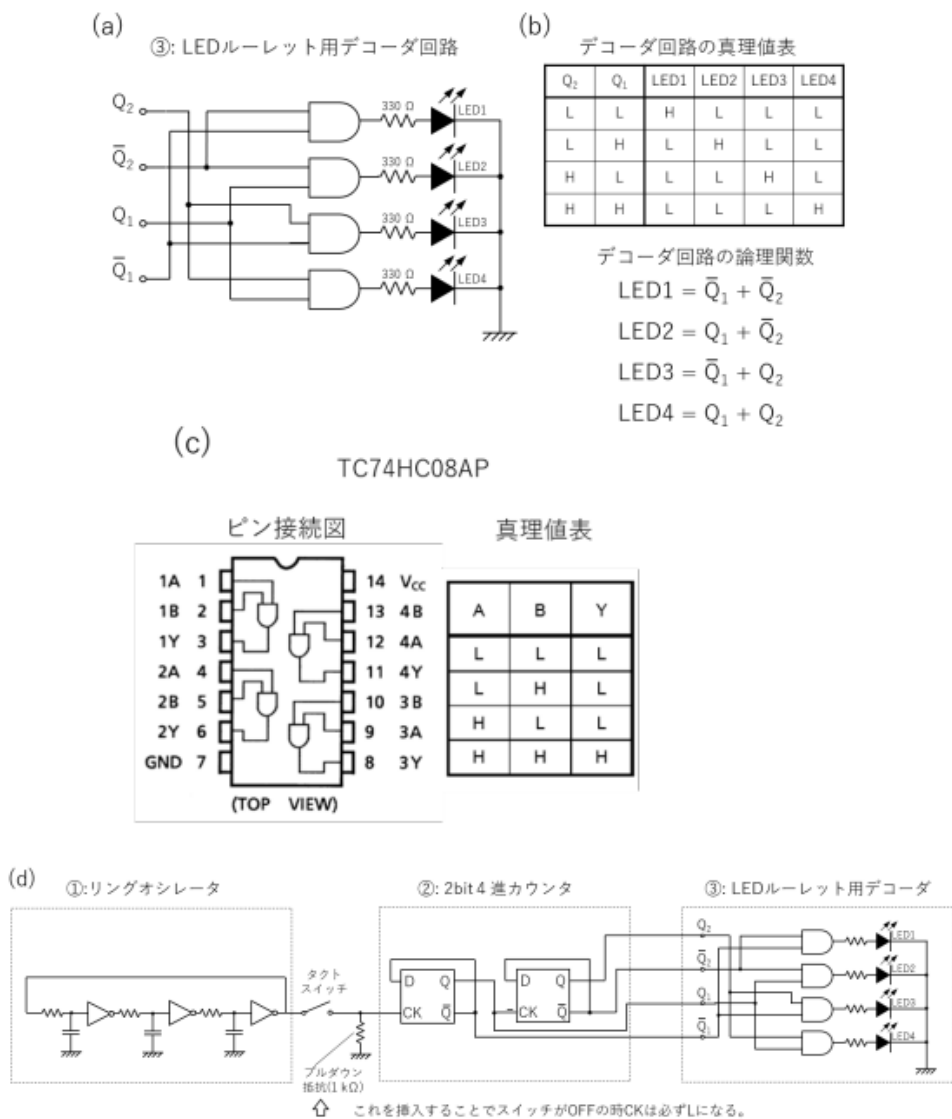 (a)
③: LEDルーレット用デコーダ回路
Q₂
Q̅₂
Q₁
Q̅₁
330 Ω
LED1
330 Ω
LED2
330 Ω
LED3
330 Ω
LED4
(b)
デコーダ回路の真理値表
Q₂ Q₁ LED1 LED2 LED3 LED4
L L H L L L
L H L H L L
H L L L H L
H H L L L H
デコーダ回路の論理関数
LED1 = Q̅₁ + Q̅₂
LED2 = Q₁ + Q̅₂
LED3 = Q̅₁ + Q₂
LED4 = Q₁ + Q₂
(c)
TC74HC08AP
ピン接続図
1A 1 14 VCC
1B 2 13 4B
1Y 3 12 4A
2A 4 11 4Y
2B 5 10 3B
2Y 6 9 3A
GND 7 8 3Y
(TOP VIEW)
真理値表
A B Y
L L L
L H L
H L L
H H H
(d)
①:リングオシレータ
タクト
スイッチ
プルダウン
抵抗(1 kΩ)
②: 2bit 4 進カウンタ
D Q
CK Q̅
D Q
CK Q̅
③: LEDルーレット用デコーダ
Q₂
Q̅₂
Q₁
Q̅₁
LED1
LED2
LED3
LED4
これを挿入することでスイッチがOFFの時CKは必ずLになる。